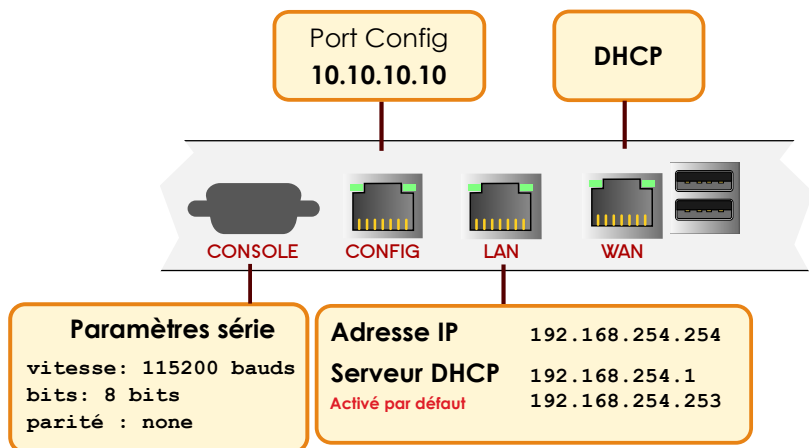 Port Config
10.10.10.10
DHCP
CONSOLE
CONFIG
LAN
WAN
Paramètres série
vitesse: 115200 bauds
bits: 8 bits
parité : none
Adresse IP 192.168.254.254
Serveur DHCP 192.168.254.1
Activé par défaut 192.168.254.253